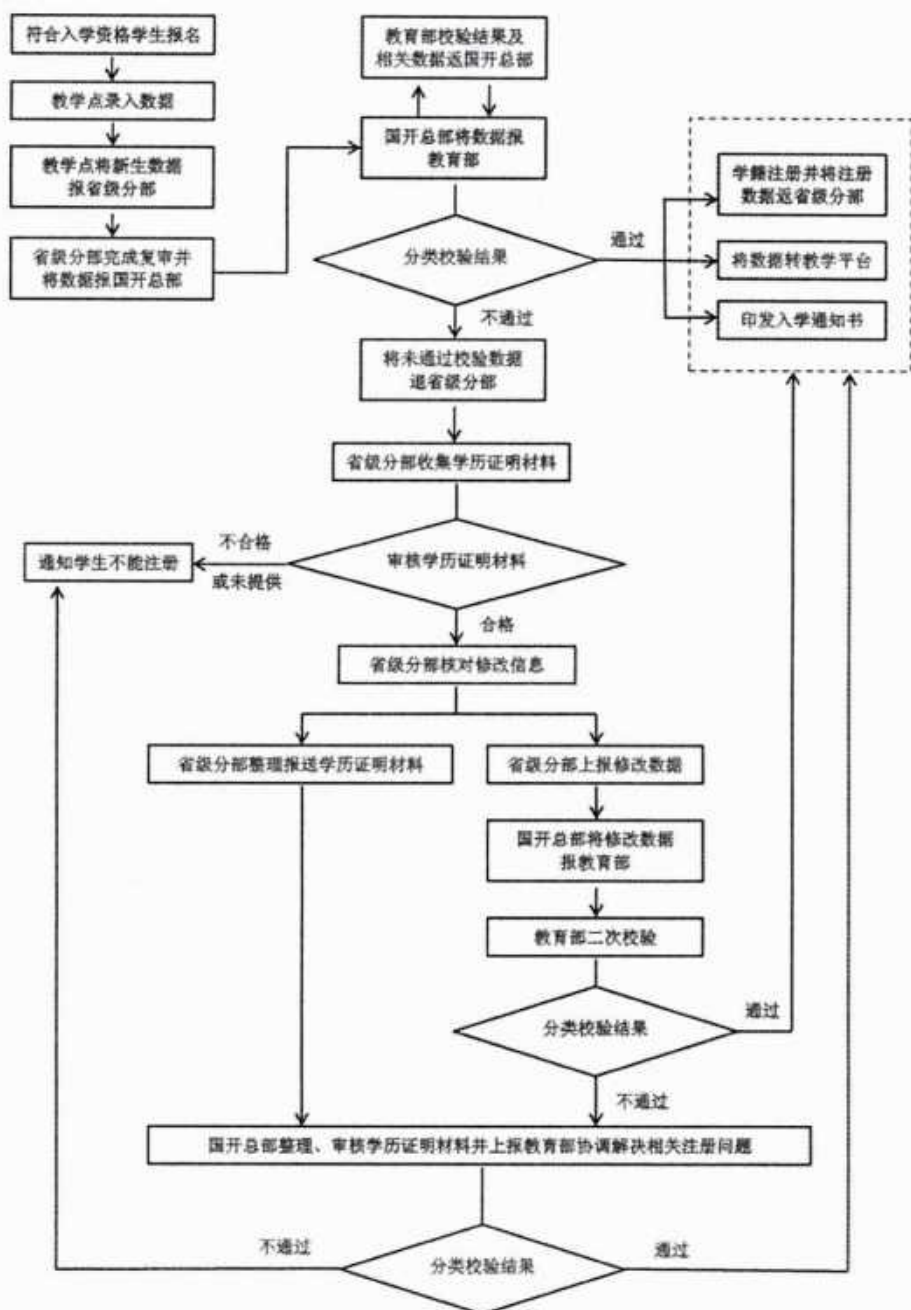 符合入学资格学生报名
教学点录入数据
教学点将新生数据
报省级分部
省级分部完成复审并
将数据报国开总部
教育部校验结果及
相关数据返国开总部
国开总部将数据报
教育部
分类校验结果
通过
学籍注册并将注册
数据返省级分部
将数据转教学平台
印发入学通知书
不通过
将未通过校验数据
退省级分部
省级分部收集学历证明材料
审核学历证明材料
不合格
或未提供
通知学生不能注册
合格
省级分部核对修改信息
省级分部整理报送学历证明材料
省级分部上报修改数据
国开总部将修改数据
报教育部
教育部二次校验
分类校验结果
通过
不通过
国开总部整理、审核学历证明材料并上报教育部协调解决相关注册问题
分类校验结果
不通过
通过